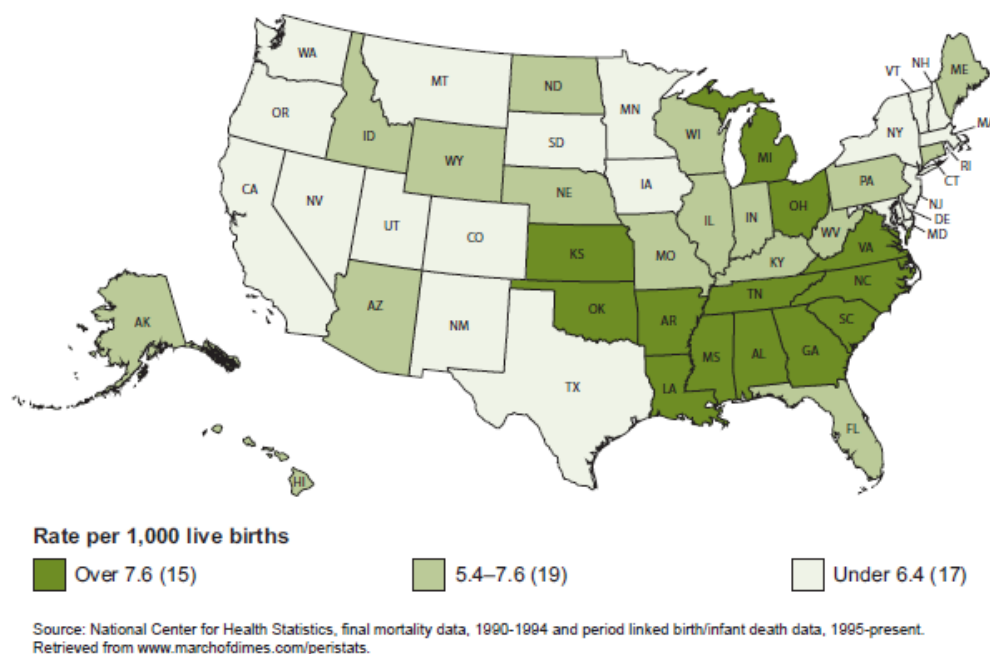 WA
MT
ND
MN
VT
NH
ME
OR
ID
WY
SD
WI
MI
NY
MA
RI
CT
CA
NV
UT
CO
NE
IA
IL
IN
OH
PA
NJ
DE
MD
WV
VA
KS
MO
KY
AZ
NM
OK
AR
TN
NC
SC
AK
TX
LA
MS
AL
GA
FL
HI
Rate per 1,000 live births
Over 7.6 (15)
5.4–7.6 (19)
Under 6.4 (17)
Source: National Center for Health Statistics, final mortality data, 1990-1994 and period linked birth/infant death data, 1995-present.
Retrieved from www.marchofdimes.com/peristats.